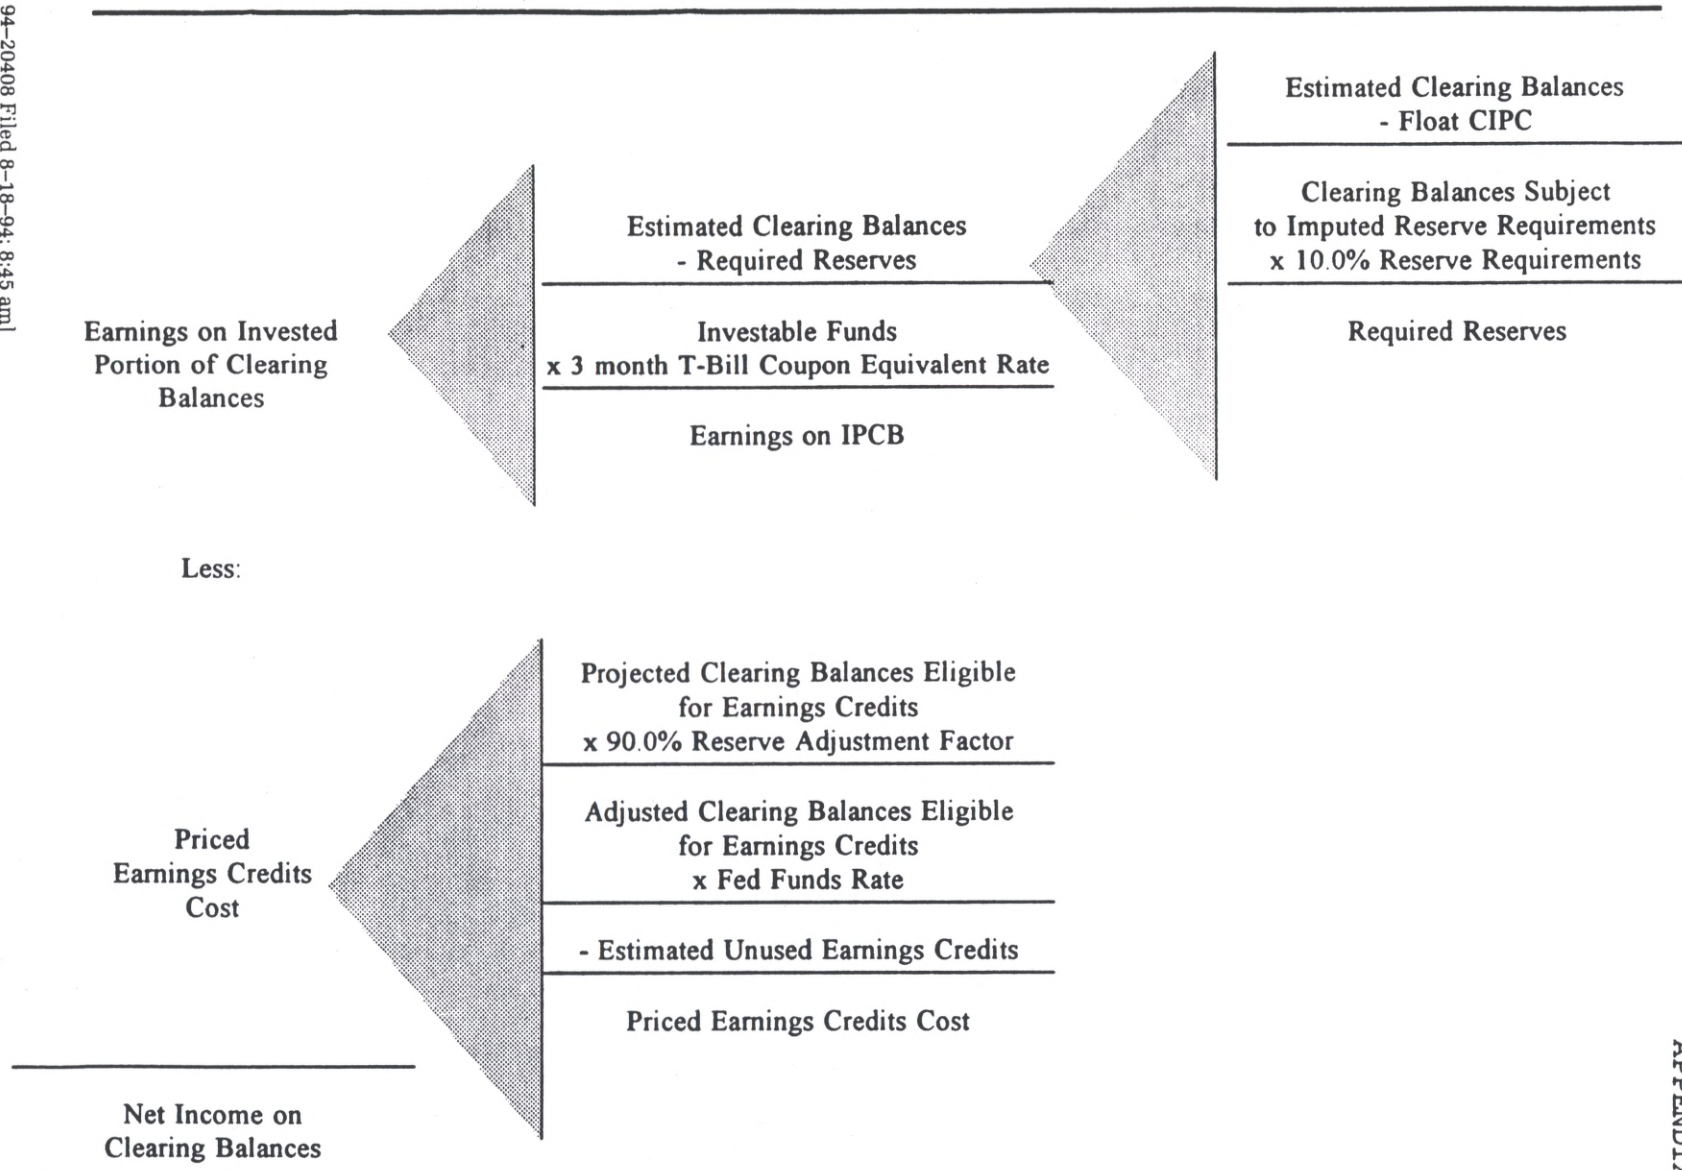 94-20408 Filed 8-18-94; 8:45 am]
Estimated Clearing Balances
- Float CIPC
Clearing Balances Subject
to Imputed Reserve Requirements
x 10.0% Reserve Requirements
Required Reserves
Estimated Clearing Balances
- Required Reserves
Investable Funds
x 3 month T-Bill Coupon Equivalent Rate
Earnings on IPCB
Earnings on Invested
Portion of Clearing
Balances
Less:
Projected Clearing Balances Eligible
for Earnings Credits
x 90.0% Reserve Adjustment Factor
Adjusted Clearing Balances Eligible
for Earnings Credits
x Fed Funds Rate
- Estimated Unused Earnings Credits
Priced Earnings Credits Cost
Priced
Earnings Credits
Cost
Net Income on
Clearing Balances